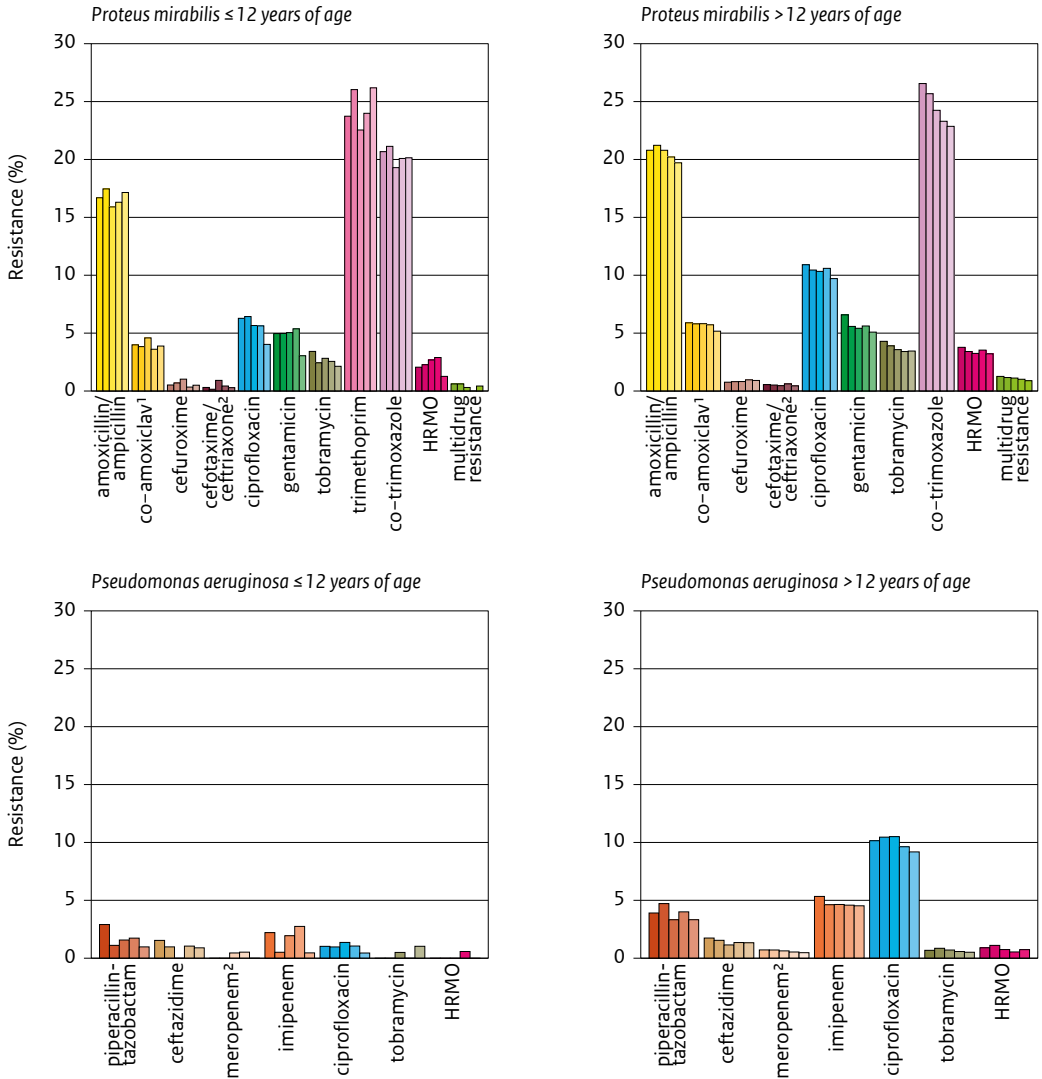 Proteus mirabilis ≤ 12 years of age
Resistance (%)
30
25
20
15
10
5
0
amoxicillin/
ampicillin
co-amoxiclav¹
cefuroxime
cefotaxime/
ceftriaxone²
ciprofloxacin
gentamicin
tobramycin
trimethoprim
co-trimoxazole
HRMO
multidrug
resistance
Proteus mirabilis >12 years of age
30
25
20
15
10
5
0
amoxicillin/
ampicillin
co-amoxiclav¹
cefuroxime
cefotaxime/
ceftriaxone²
ciprofloxacin
gentamicin
tobramycin
co-trimoxazole
HRMO
multidrug
resistance
Pseudomonas aeruginosa ≤ 12 years of age
Resistance (%)
30
25
20
15
10
5
0
piperacillin-
tazobactam
ceftazidime
meropenem²
imipenem
ciprofloxacin
tobramycin
HRMO
Pseudomonas aeruginosa >12 years of age
30
25
20
15
10
5
0
piperacillin-
tazobactam
ceftazidime
meropenem²
imipenem
ciprofloxacin
tobramycin
HRMO